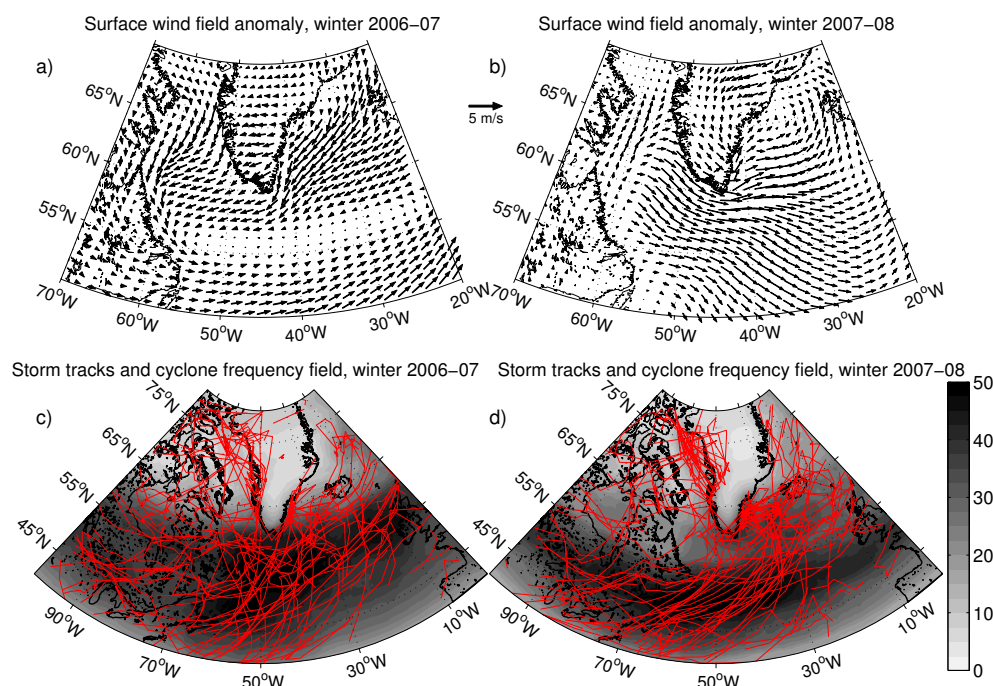 Surface wind field anomaly, winter 2006−07
Surface wind field anomaly, winter 2007−08
a)
b)
5 m/s
65°N
60°N
55°N
70°W
60°W
50°W
40°W
30°W
20°W
65°N
60°N
55°N
70°W
60°W
50°W
40°W
30°W
20°W
Storm tracks and cyclone frequency field, winter 2006−07
Storm tracks and cyclone frequency field, winter 2007−08
c)
d)
75°N
65°N
55°N
45°N
90°W
70°W
50°W
30°W
10°W
75°N
65°N
55°N
45°N
90°W
70°W
50°W
30°W
10°W
50
40
30
20
10
0